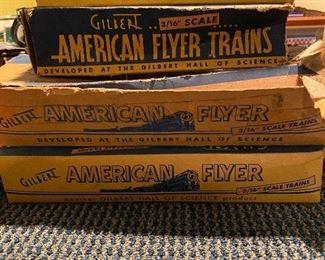 GILBERT .. 3/16" SCALE .....
AMERICAN FLYER TRAINS
DEVELOPED AT THE GILBERT HALL OF SCIENCE
GILBERT AMERICAN FLYER
3/16" SCALE TRAINS
DEVELOPED AT THE GILBERT HALL OF SCIENCE
GILBERT AMERICAN FLYER
3/16" SCALE TRAINS
another GILBERT HALL OF SCIENCE product